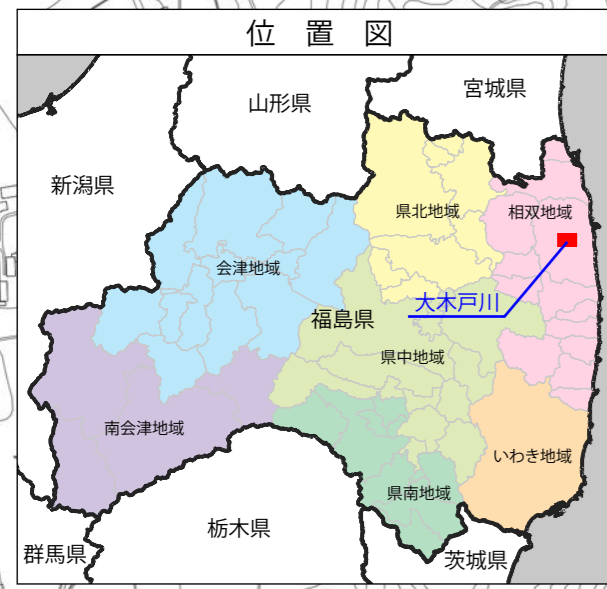 位 置 図
宮城県
山形県
新潟県
県北地域
相双地域
会津地域
大木戸川
福島県
県中地域
南会津地域
いわき地域
県南地域
栃木県
群馬県
茨城県